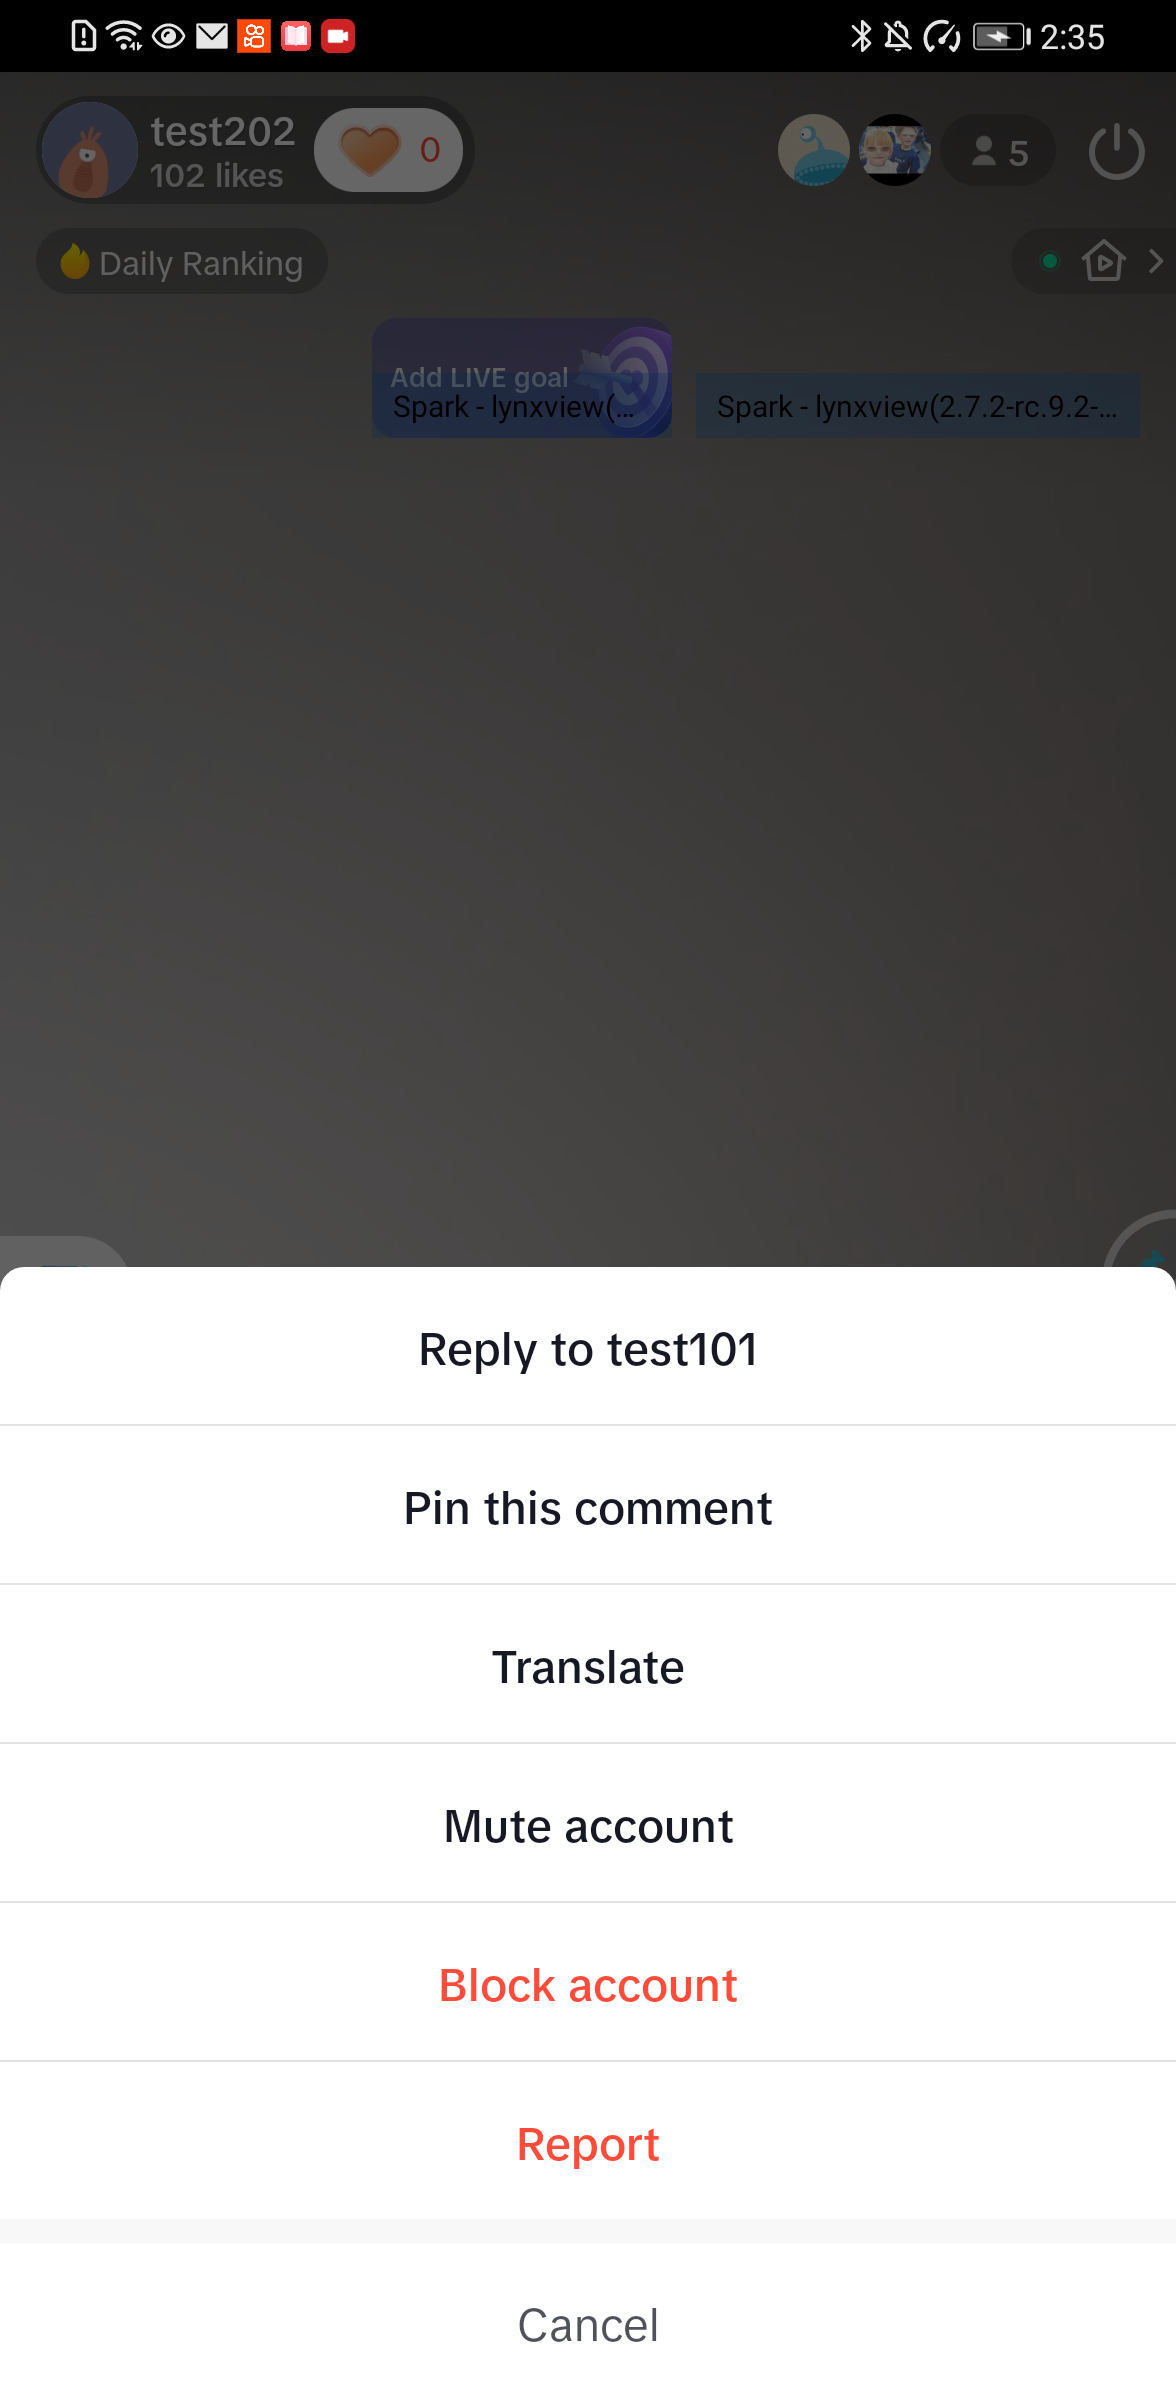 2:35
test202
102 likes
0
5
Daily Ranking
Add LIVE goal
Spark - lynxview(...
Spark - lynxview(2.7.2-rc.9.2-...
Reply to test101
Pin this comment
Translate
Mute account
Block account
Report
Cancel